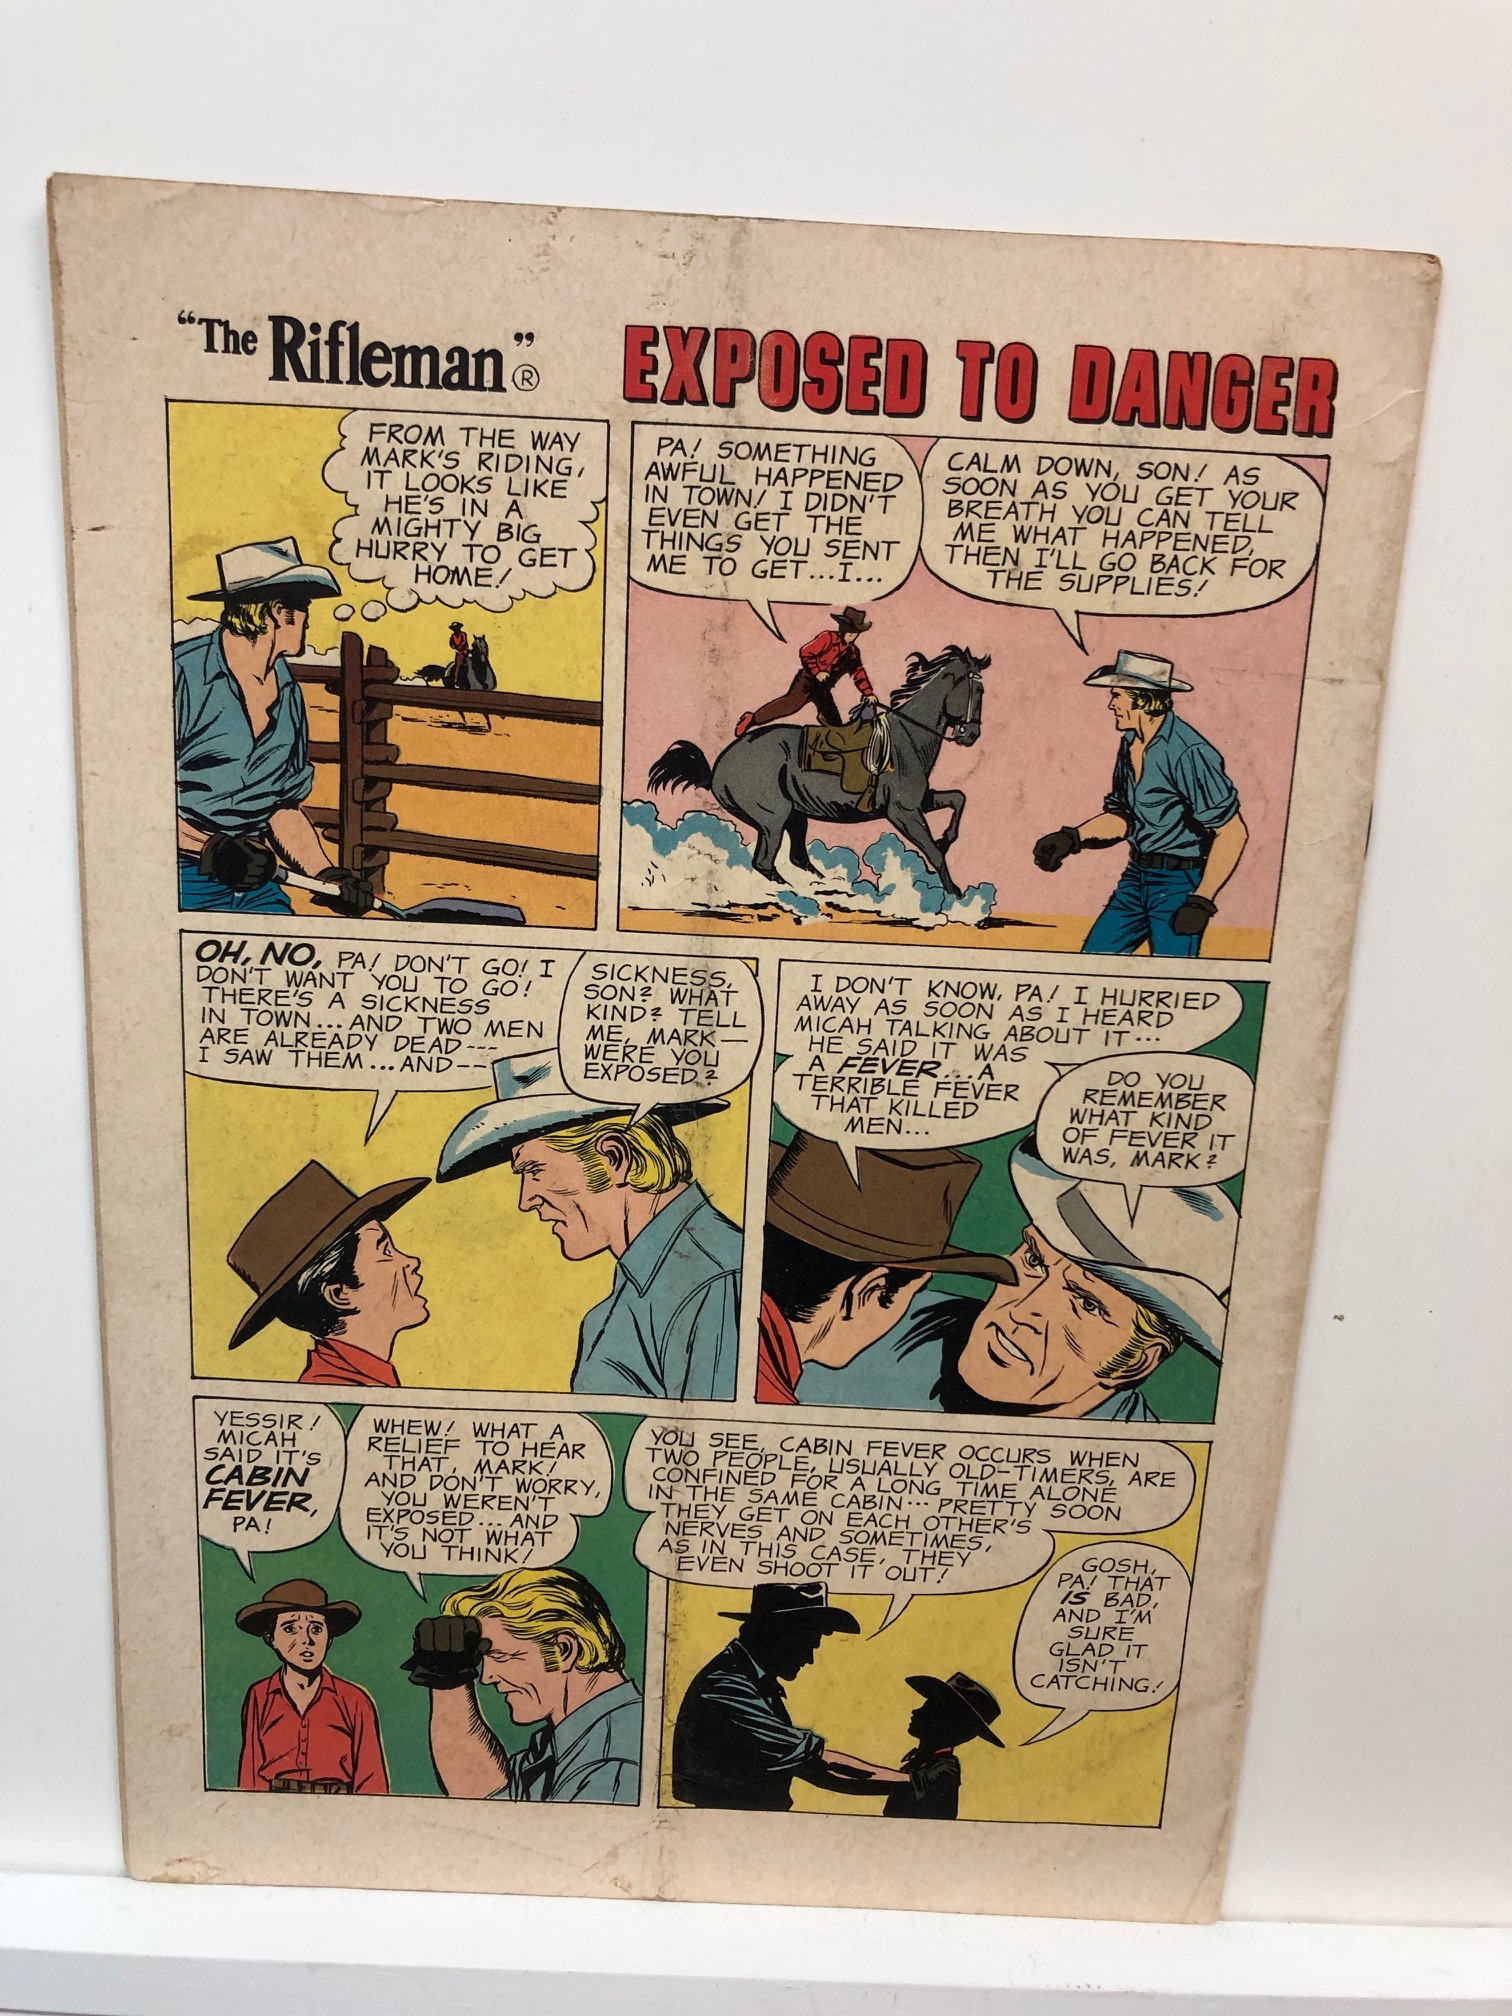 "The Rifleman"®
EXPOSED TO DANGER
FROM THE WAY
MARK'S RIDING,
IT LOOKS LIKE
HE'S IN A
MIGHTY BIG
HURRY TO GET
HOME!
PA! SOMETHING
AWFUL HAPPENED
IN TOWN! I DIDN'T
EVEN GET THE
THINGS YOU SENT
ME TO GET...I...
CALM DOWN, SON! AS
SOON AS YOU GET YOUR
BREATH YOU CAN TELL
ME WHAT HAPPENED,
THEN I'LL GO BACK FOR
THE SUPPLIES!
OH, NO, PA! DON'T GO! I
DON'T WANT YOU TO GO!
THERE'S A SICKNESS
IN TOWN...AND TWO MEN
ARE ALREADY DEAD---
I SAW THEM...AND--
SICKNESS,
SON? WHAT
KIND? TELL
ME, MARK—
WERE YOU
EXPOSED?
I DON'T KNOW, PA! I HURRIED
AWAY AS SOON AS I HEARD
MICAH TALKING ABOUT IT...
HE SAID IT WAS
A FEVER...A
TERRIBLE FEVER
THAT KILLED
MEN...
DO YOU
REMEMBER
WHAT KIND
OF FEVER IT
WAS, MARK?
YESSIR!
MICAH
SAID IT'S
CABIN
FEVER,
PA!
WHEW! WHAT A
RELIEF TO HEAR
THAT, MARK!
AND DON'T WORRY,
YOU WEREN'T
EXPOSED...AND
IT'S NOT WHAT
YOU THINK!
YOU SEE, CABIN FEVER OCCURS WHEN
TWO PEOPLE, USUALLY OLD-TIMERS, ARE
CONFINED FOR A LONG TIME ALONE
IN THE SAME CABIN... PRETTY SOON
THEY GET ON EACH OTHER'S
NERVES AND SOMETIMES,
AS IN THIS CASE, THEY
EVEN SHOOT IT OUT!
GOSH,
PA! THAT
IS BAD,
AND I'M
SURE
GLAD IT
ISN'T
CATCHING!